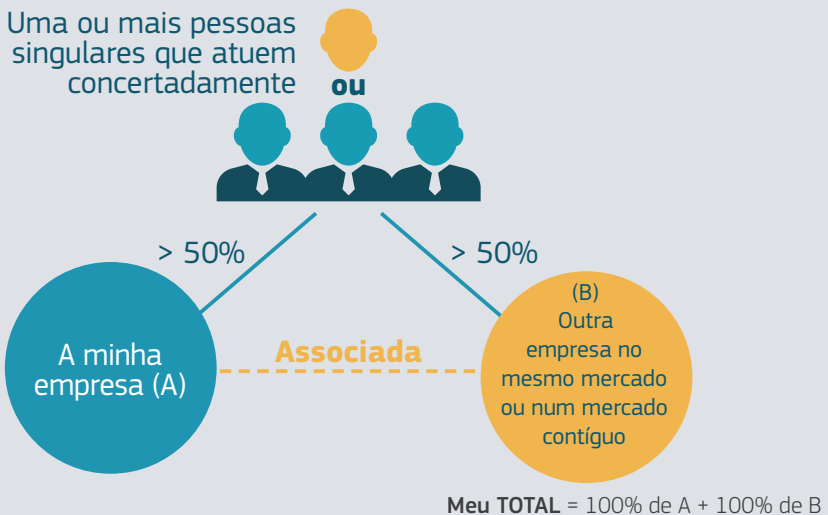 Uma ou mais pessoas
singulares que atuem
concertadamente
ou
> 50%
> 50%
A minha
empresa (A)
Associada
(B)
Outra
empresa no
mesmo mercado
ou num mercado
contíguo
Meu TOTAL = 100% de A + 100% de B